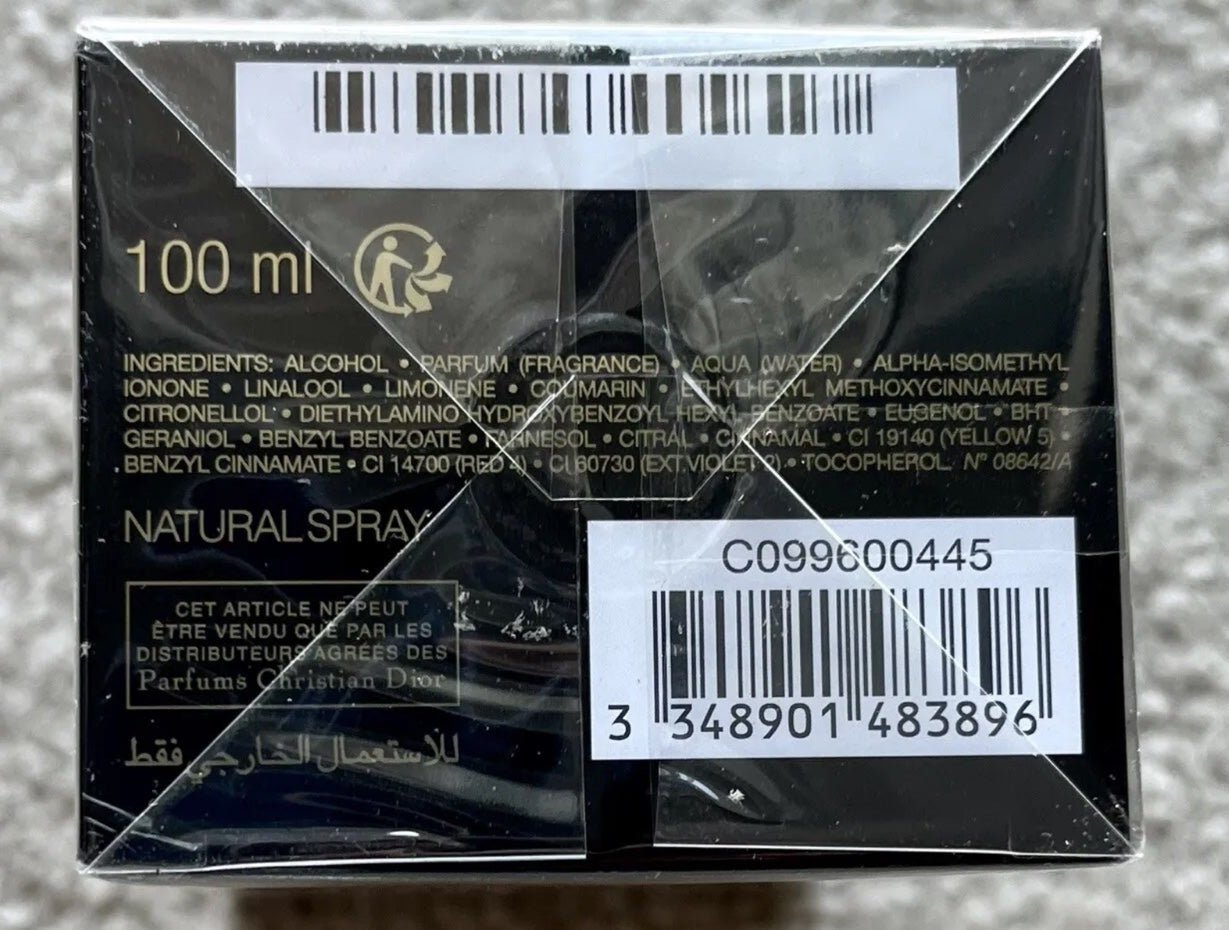 100 ml
INGREDIENTS: ALCOHOL • PARFUM (FRAGRANCE) • AQUA (WATER) • ALPHA-ISOMETHYL
IONONE • LINALOOL • LIMONENE • COUMARIN • ETHYLHEXYL METHOXYCINNAMATE •
CITRONELLOL • DIETHYLAMINO HYDROXYBENZOYL HEXYL BENZOATE • EUGENOL • BHT •
GERANIOL • BENZYL BENZOATE • FARNESOL • CITRAL • CINNAMAL • CI 19140 (YELLOW 5) •
BENZYL CINNAMATE • CI 14700 (RED 4) • CI 60730 (EXT. VIOLET 2) • TOCOPHEROL. N° 08642/A
NATURAL SPRAY
CET ARTICLE NE PEUT
ÊTRE VENDU QUE PAR LES
DISTRIBUTEURS AGRÉÉS DES
Parfums Christian Dior
للاستعمال الخارجي فقط
C099600445
3 348901 483896